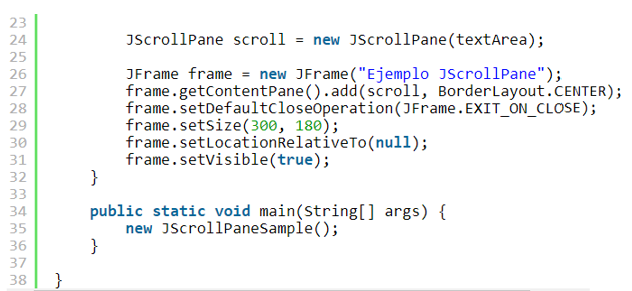 23
24 JScrollPane scroll = new JScrollPane(textArea);
25
26 JFrame frame = new JFrame("Ejemplo JScrollPane");
27 frame.getContentPane().add(scroll, BorderLayout.CENTER);
28 frame.setDefaultCloseOperation(JFrame.EXIT_ON_CLOSE);
29 frame.setSize(300, 180);
30 frame.setLocationRelativeTo(null);
31 frame.setVisible(true);
32 }
33
34 public static void main(String[] args) {
35 new JScrollPaneSample();
36 }
37
38 }